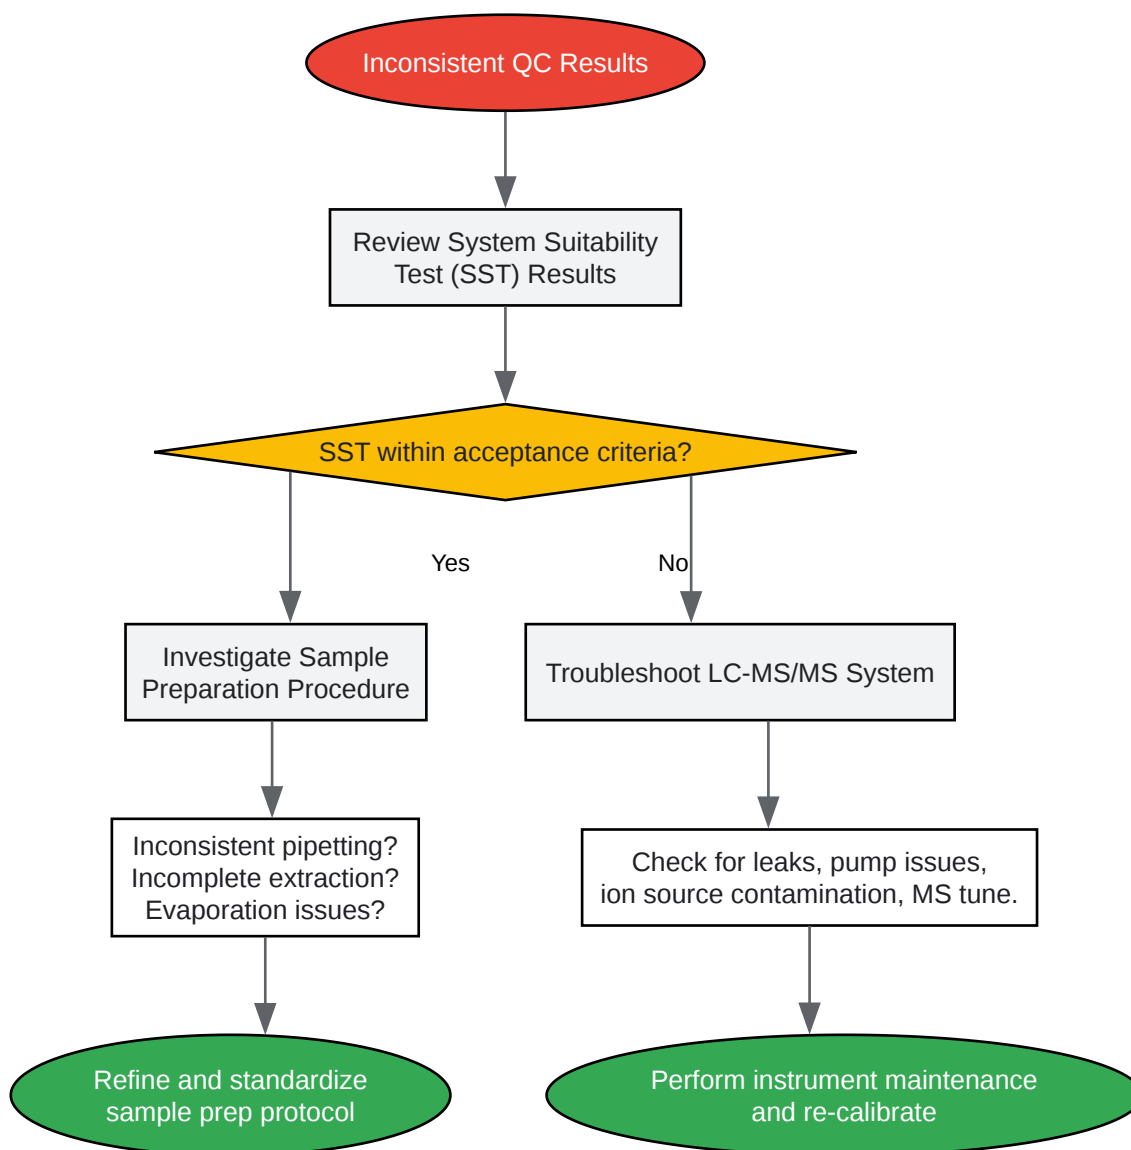 Inconsistent QC Results
Review System Suitability
Test (SST) Results
SST within acceptance criteria?
Yes
No
Investigate Sample
Preparation Procedure
Troubleshoot LC-MS/MS System
Inconsistent pipetting?
Incomplete extraction?
Evaporation issues?
Check for leaks, pump issues,
ion source contamination, MS tune.
Refine and standardize
sample prep protocol
Perform instrument maintenance
and re-calibrate